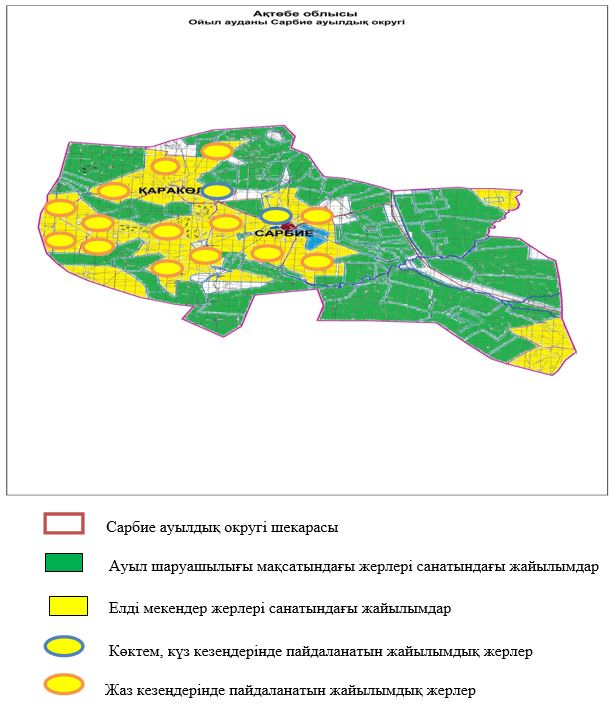 Ақтөбе облысы
Ойыл ауданы Сарбие ауылдық округі
ҚАРАКӨЛ
САРБИЕ
Сарбие ауылдық округі шекарасы
Ауыл шаруашылығы мақсатындағы жерлері санатындағы жайылымдар
Елді мекендер жерлері санатындағы жайылымдар
Көктем, күз кезеңдерінде пайдаланатын жайылымдық жерлер
Жаз кезеңдерінде пайдаланатын жайылымдық жерлер